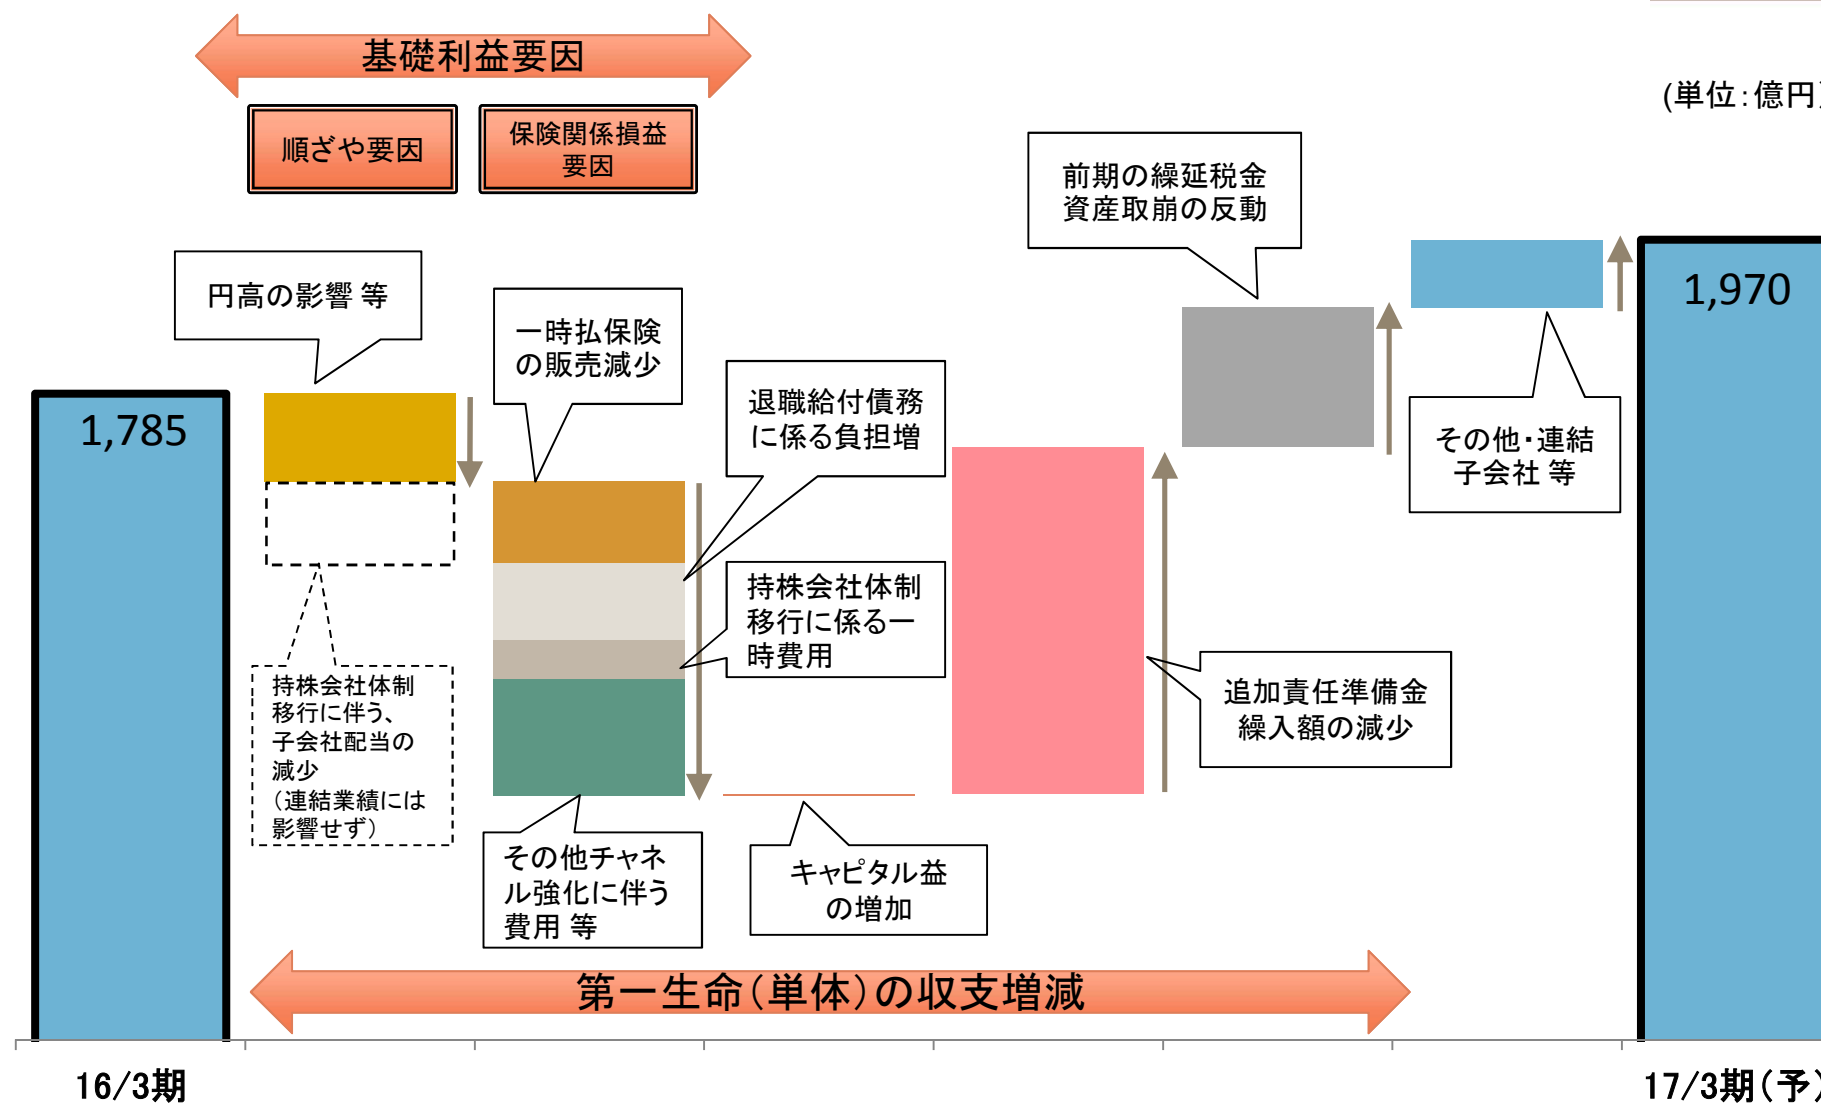 基礎利益要因
(単位:億円)
順ざや要因
保険関係損益
要因
前期の繰延税金
資産取崩の反動
円高の影響 等
1,970
一時払保険
の販売減少
1,785
退職給付債務
に係る負担増
その他・連結
子会社 等
持株会社体制
移行に係る一
時費用
持株会社体制
移行に伴う、
子会社配当の
減少
(連結業績には
影響せず)
追加責任準備金
繰入額の減少
その他チャネ
ル強化に伴う
費用 等
キャピタル益
の増加
第一生命(単体)の収支増減
16/3期
17/3期(予)